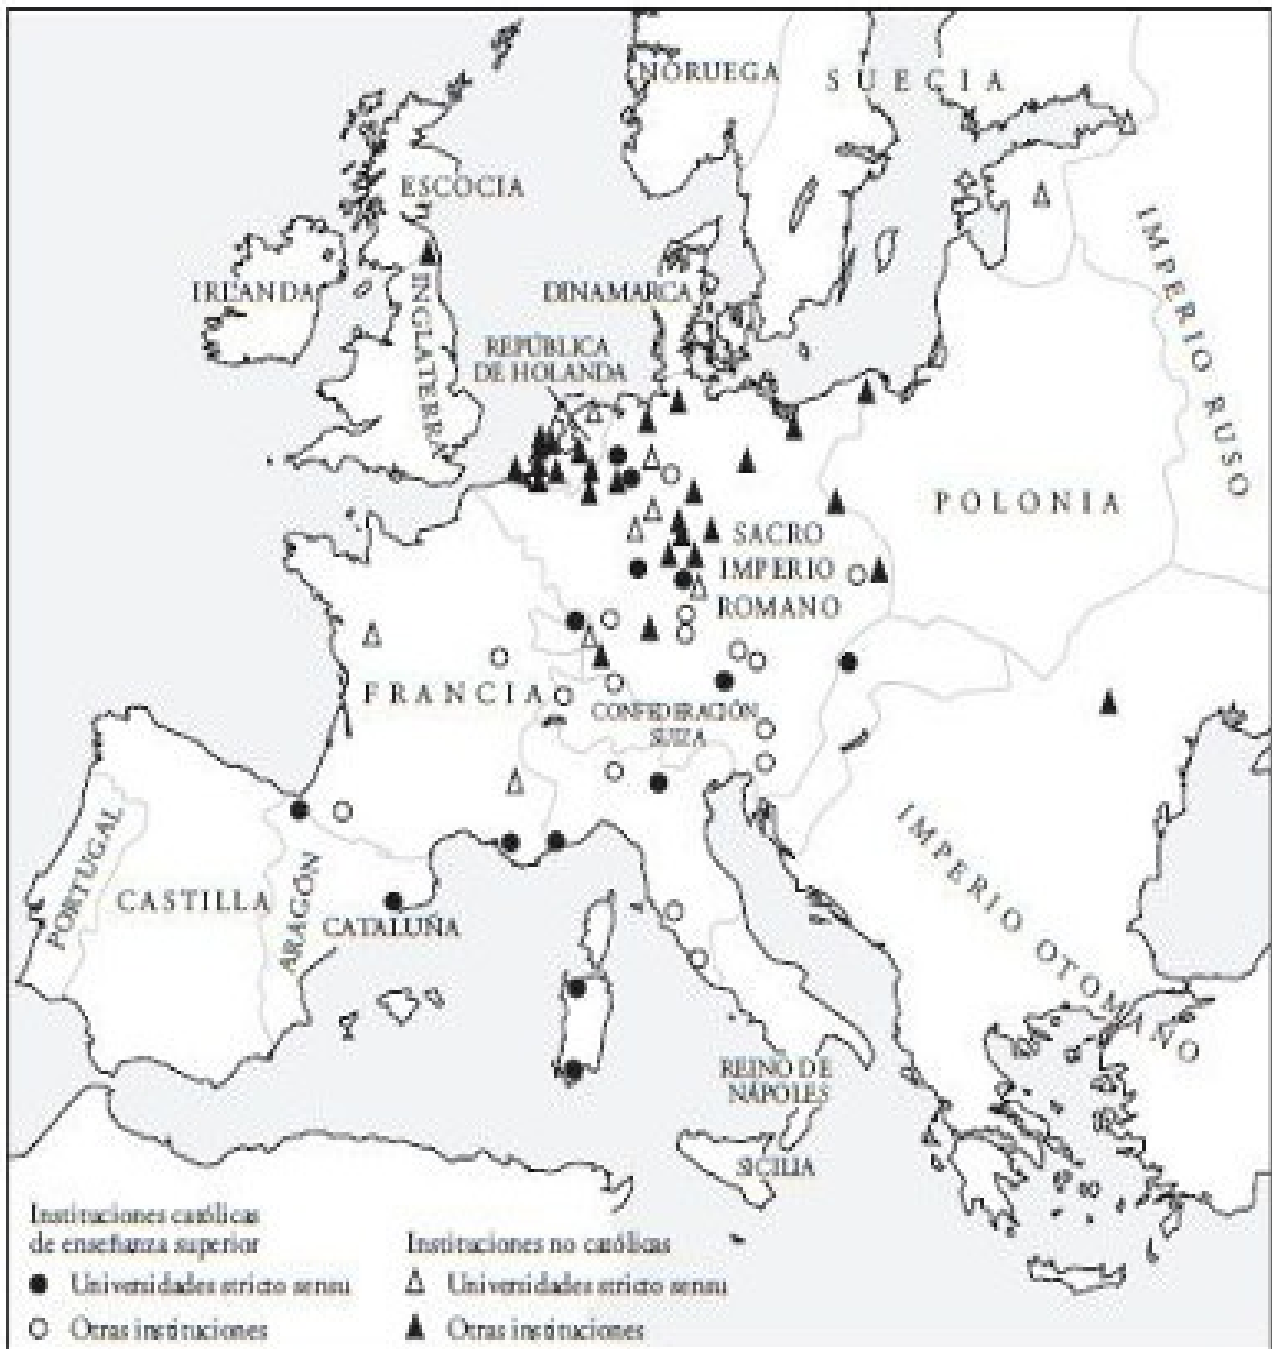 NORUEGA
SUECIA
ESCOCIA
IRLANDA
INGLATERRA
DINAMARCA
REPÚBLICA
DE HOLANDA
IMPERIO RUSO
POLONIA
SACRO
IMPERIO
ROMANO
FRANCIA
CONFEDERACIÓN
SUIZA
PORTUGAL
CASTILLA
ARAGÓN
CATALUÑA
IMPERIO OTOMANO
REINO DE
NÁPOLES
SICILIA
Instituciones católicas
de enseñanza superior
Universidades stricto sensu
Otras instituciones
Instituciones no católicas
Universidades stricto sensu
Otras instituciones